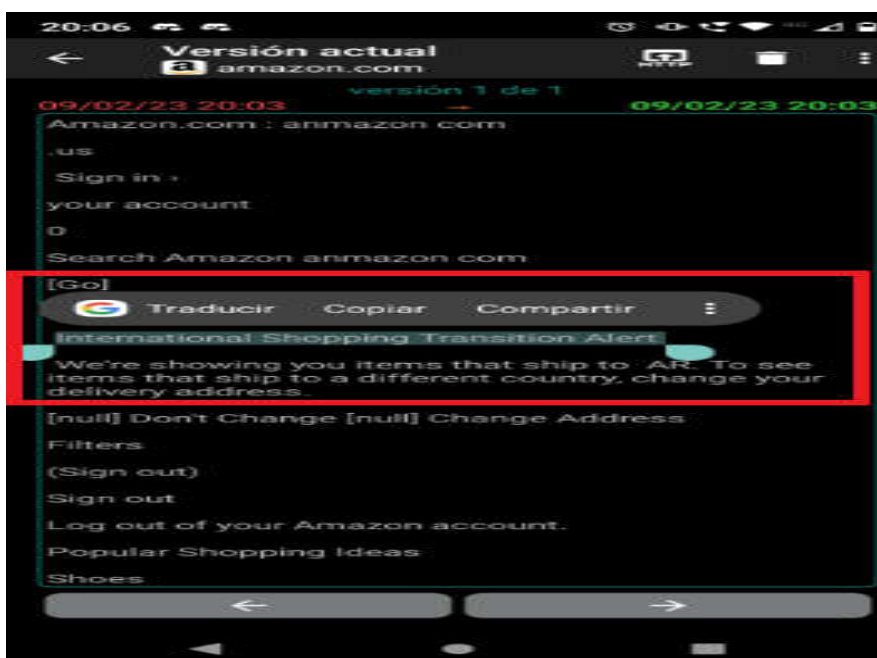 20:06
Versión actual
a amazon.com
HTTP
versión 1 de 1
09/02/23 20:03 → 09/02/23 20:03
Amazon.com : anmazon com
.us
Sign in ›
your account
0
Search Amazon anmazon com
[Go]
G Traducir Copiar Compartir
International Shopping Transition Alert
We're showing you items that ship to AR. To see
items that ship to a different country, change your
delivery address.
[null] Don't Change [null] Change Address
Filters
(Sign out)
Sign out
Log out of your Amazon account.
Popular Shopping Ideas
Shoes